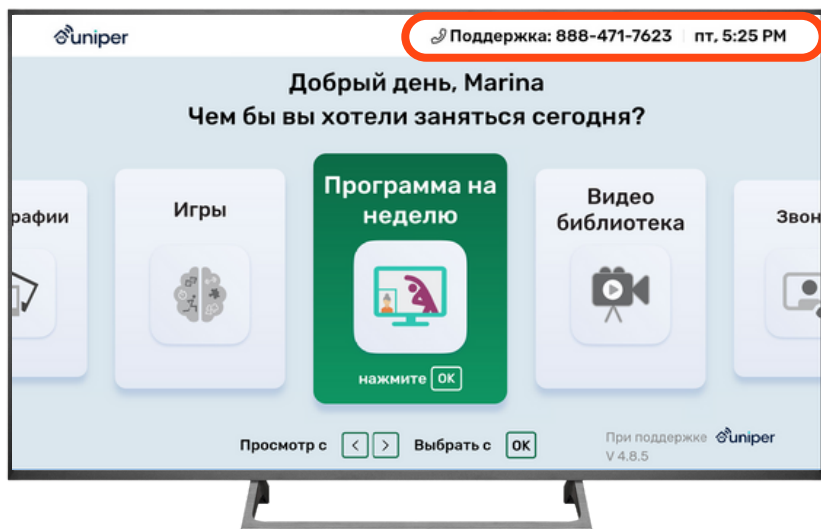 uniper
Поддержка: 888-471-7623 | пт, 5:25 PM
Добрый день, Marina
Чем бы вы хотели заняться сегодня?
рафии
Игры
Программа на
неделю
нажмите OK
Видео
библиотека
Звон
Просмотр с < > Выбрать с OK
При поддержке uniper
V 4.8.5